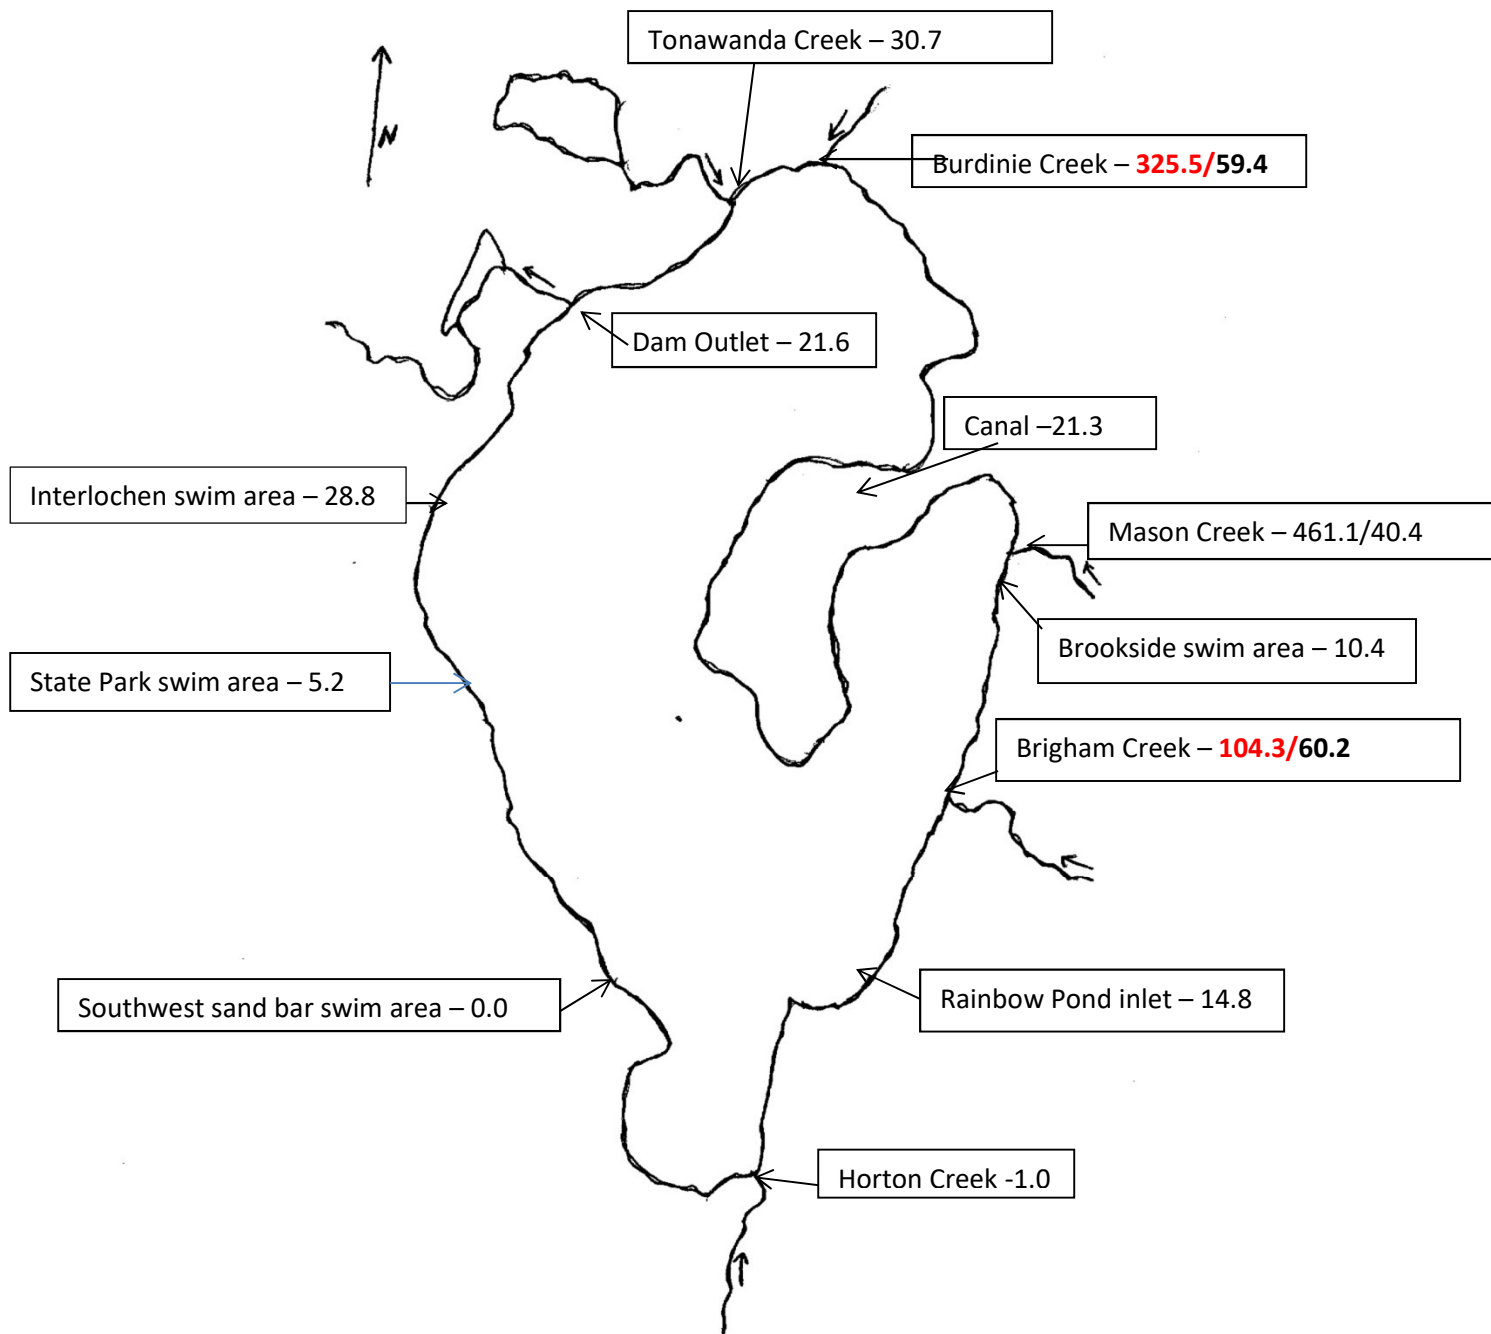 Tonawanda Creek – 30.7
N
Burdinie Creek – 325.5/59.4
Dam Outlet – 21.6
Canal –21.3
Interlochen swim area – 28.8
Mason Creek – 461.1/40.4
Brookside swim area – 10.4
State Park swim area – 5.2
Brigham Creek – 104.3/60.2
Southwest sand bar swim area – 0.0
Rainbow Pond inlet – 14.8
Horton Creek -1.0